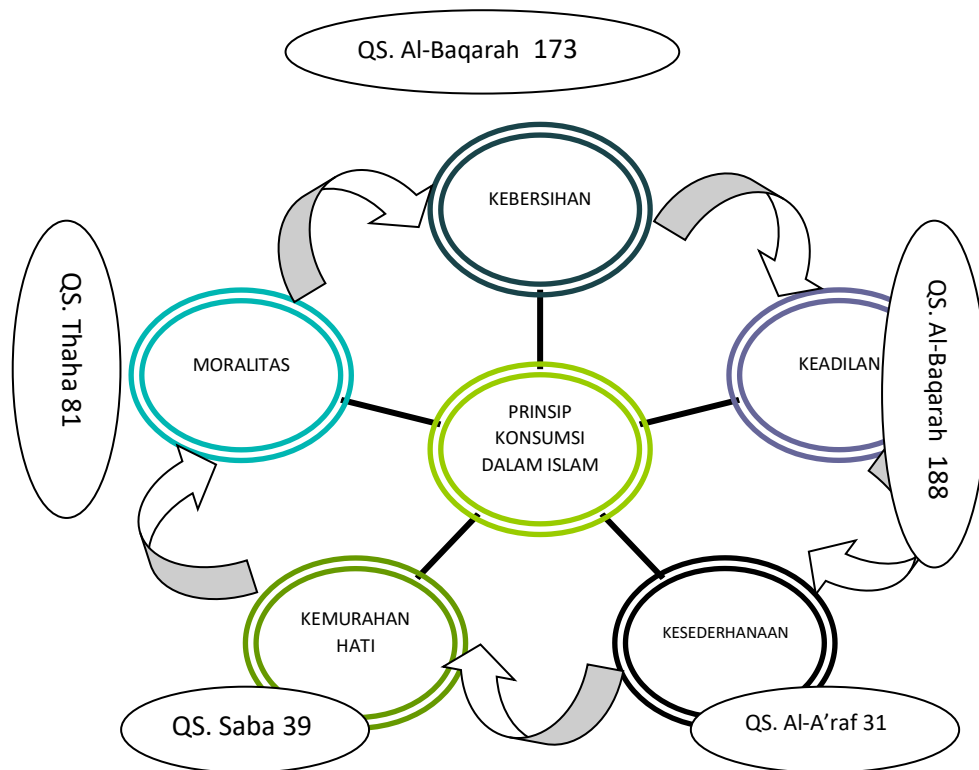 QS. Al-Baqarah 173
KEBERSIHAN
QS. Thaha 81
MORALITAS
KEADILAN
QS. Al-Baqarah 188
PRINSIP
KONSUMSI
DALAM ISLAM
KEMURAHAN
HATI
KESEDERHANAAN
QS. Saba 39
QS. Al-A’raf 31